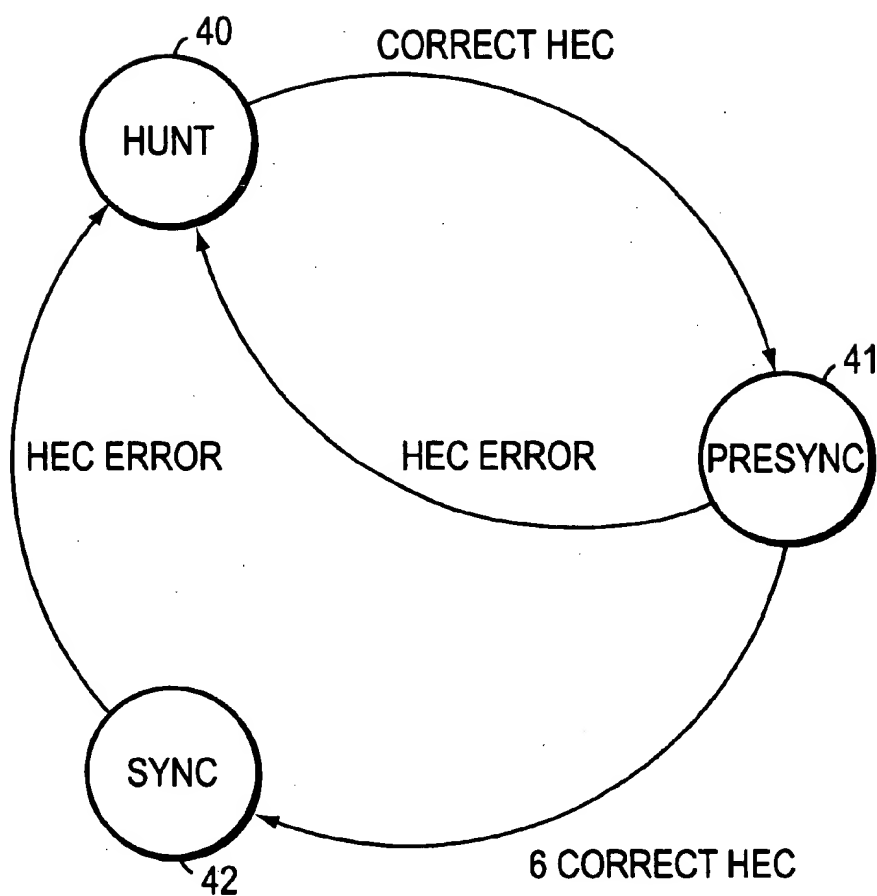 40
CORRECT HEC
HUNT
41
HEC ERROR
HEC ERROR
PRESYNC
SYNC
42
6 CORRECT HEC